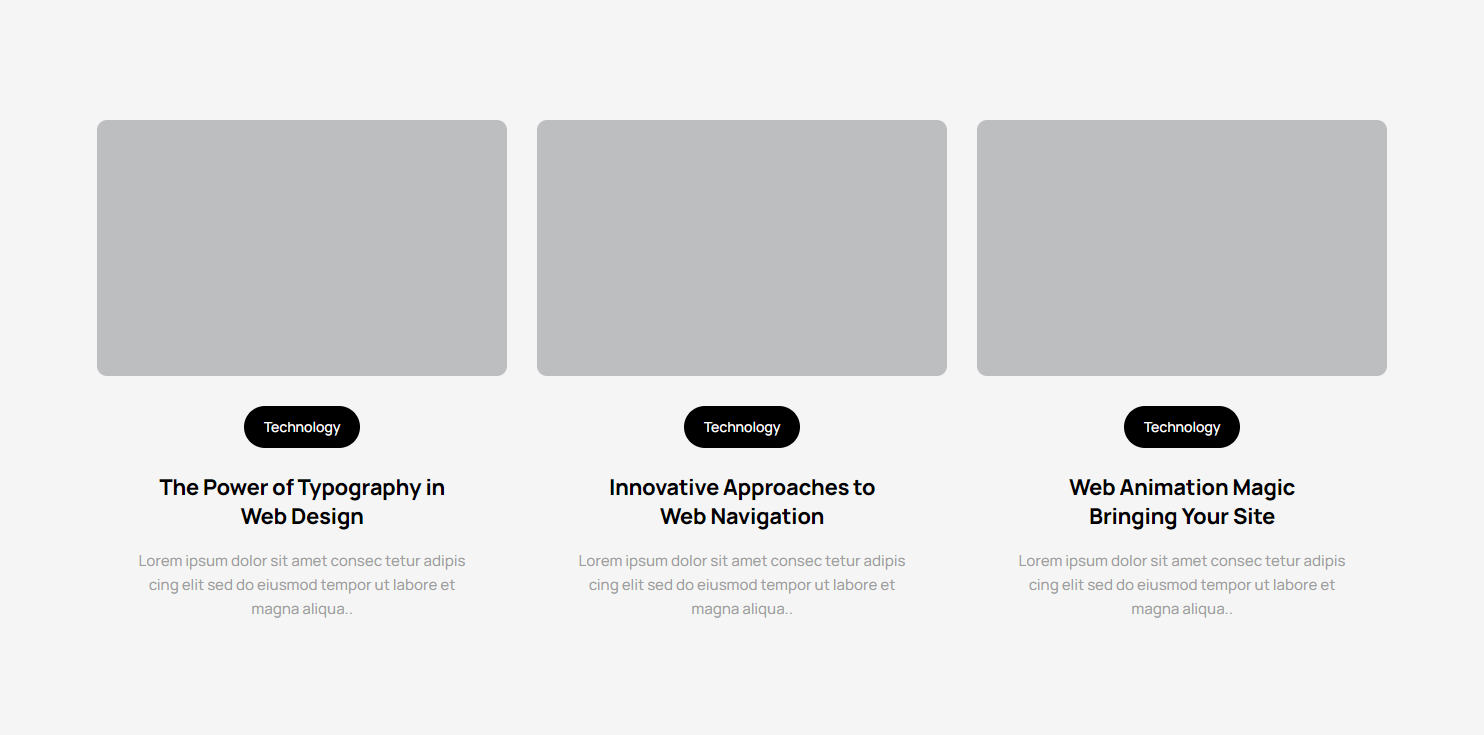 Technology
The Power of Typography in
Web Design
Lorem ipsum dolor sit amet consec tetur adipis
cing elit sed do eiusmod tempor ut labore et
magna aliqua..
Technology
Innovative Approaches to
Web Navigation
Lorem ipsum dolor sit amet consec tetur adipis
cing elit sed do eiusmod tempor ut labore et
magna aliqua..
Technology
Web Animation Magic
Bringing Your Site
Lorem ipsum dolor sit amet consec tetur adipis
cing elit sed do eiusmod tempor ut labore et
magna aliqua..